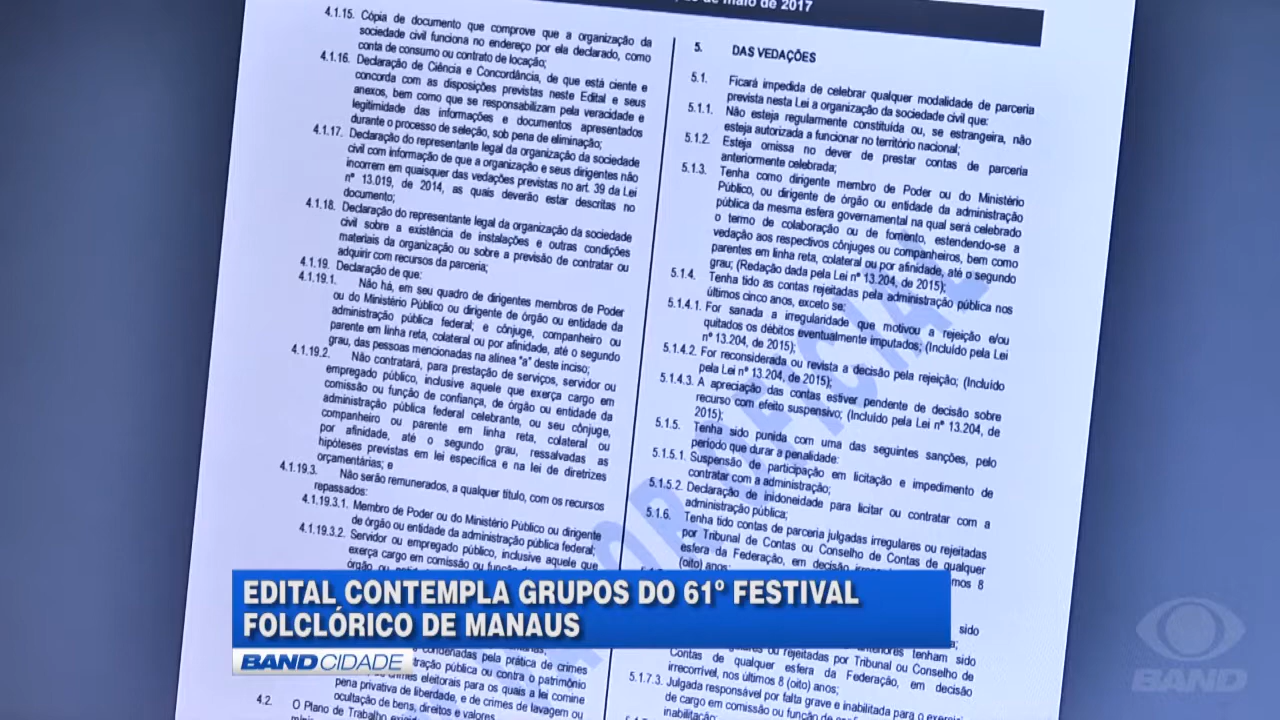 de maio de 2017
4.1.15. Cópia de documento que comprove que a organização da
sociedade civil funciona no endereço por ela declarado, como
conta de consumo ou contrato de locação;
4.1.16. Declaração de Ciência e Concordância, de que está ciente e
concorda com as disposições previstas neste Edital e seus
anexos, bem como que se responsabilizam pela veracidade e
legitimidade das informações e documentos apresentados
durante o processo de seleção, sob pena de eliminação;
4.1.17. Declaração do representante legal da organização da sociedade
civil com informação de que a organização e seus dirigentes não
incorrem em quaisquer das vedações previstas no art. 39 da Lei
nº 13.019, de 2014, as quais deverão estar descritas no
documento;
4.1.18. Declaração do representante legal da organização da sociedade
civil sobre a existência de instalações e outras condições
materiais da organização ou sobre a previsão de contratar ou
adquirir com recursos da parceria;
4.1.19. Declaração de que:
4.1.19.1. Não há, em seu quadro de dirigentes membros de Poder
ou do Ministério Público ou dirigente de órgão ou entidade da
administração pública federal; e cônjuge, companheiro ou
parente em linha reta, colateral ou por afinidade, até o segundo
grau, das pessoas mencionadas na alínea "a" deste inciso;
4.1.19.2. Não contratará, para prestação de serviços, servidor ou
empregado público, inclusive aquele que exerça cargo em
comissão ou função de confiança, de órgão ou entidade da
administração pública federal celebrante, ou seu cônjuge,
companheiro ou parente em linha reta, colateral ou
por afinidade, até o segundo grau, ressalvadas as
hipóteses previstas em lei específica e na lei de diretrizes
orçamentárias; e
4.1.19.3. Não serão remunerados, a qualquer título, com os recursos
repassados:
4.1.19.3.1. Membro de Poder ou do Ministério Público ou dirigente
de órgão ou entidade da administração pública federal;
4.1.19.3.2. Servidor ou empregado público, inclusive aquele que
exerça cargo em comissão ou
órgão ou
condenadas pela prática de crimes
pública ou contra o patrimônio
crimes eleitorais para os quais a lei comine
pena privativa de liberdade, e de crimes de lavagem ou
ocultação de bens, direitos e valores.
4.2. O Plano de Trabalho
5. DAS VEDAÇÕES
5.1. Ficará impedida de celebrar qualquer modalidade de parceria
prevista nesta Lei a organização da sociedade civil que:
5.1.1. Não esteja regularmente constituída ou, se estrangeira, não
esteja autorizada a funcionar no território nacional;
5.1.2. Esteja omissa no dever de prestar contas de parceria
anteriormente celebrada;
5.1.3. Tenha como dirigente membro de Poder ou do Ministério
Público, ou dirigente de órgão ou entidade da administração
pública da mesma esfera governamental na qual será celebrado
o termo de colaboração ou de fomento, estendendo-se a
vedação aos respectivos cônjuges ou companheiros, bem como
parentes em linha reta, colateral ou por afinidade, até o segundo
grau; (Redação dada pela Lei nº 13.204, de 2015);
5.1.4. Tenha tido as contas rejeitadas pela administração pública nos
últimos cinco anos, exceto se:
5.1.4.1. For sanada a irregularidade que motivou a rejeição e/ou
quitados os débitos eventualmente imputados; (Incluído pela Lei
nº 13.204, de 2015);
5.1.4.2. For reconsiderada ou revista a decisão pela rejeição; (Incluído
pela Lei nº 13.204, de 2015);
5.1.4.3. A apreciação das contas estiver pendente de decisão sobre
recurso com efeito suspensivo; (Incluído pela Lei nº 13.204, de
2015);
5.1.5. Tenha sido punida com uma das seguintes sanções, pelo
período que durar a penalidade:
5.1.5.1. Suspensão de participação em licitação e impedimento de
contratar com a administração;
5.1.5.2. Declaração de inidoneidade para licitar ou contratar com a
administração pública;
5.1.6. Tenha tido contas de parceria julgadas irregulares ou rejeitadas
por Tribunal de Contas ou Conselho de Contas de qualquer
esfera da Federação, em decisão
(oito) anos;
sido
tenham sido
ou rejeitadas por Tribunal ou Conselho de
Contas de qualquer esfera da Federação, em decisão
irrecorrível, nos últimos 8 (oito) anos;
5.1.7.3. Julgada responsável por falta grave e inabilitada para o
de cargo em comissão ou função de
inabilitação;
EDITAL CONTEMPLA GRUPOS DO 61º FESTIVAL
FOLCLÓRICO DE MANAUS
BAND CIDADE
BAND